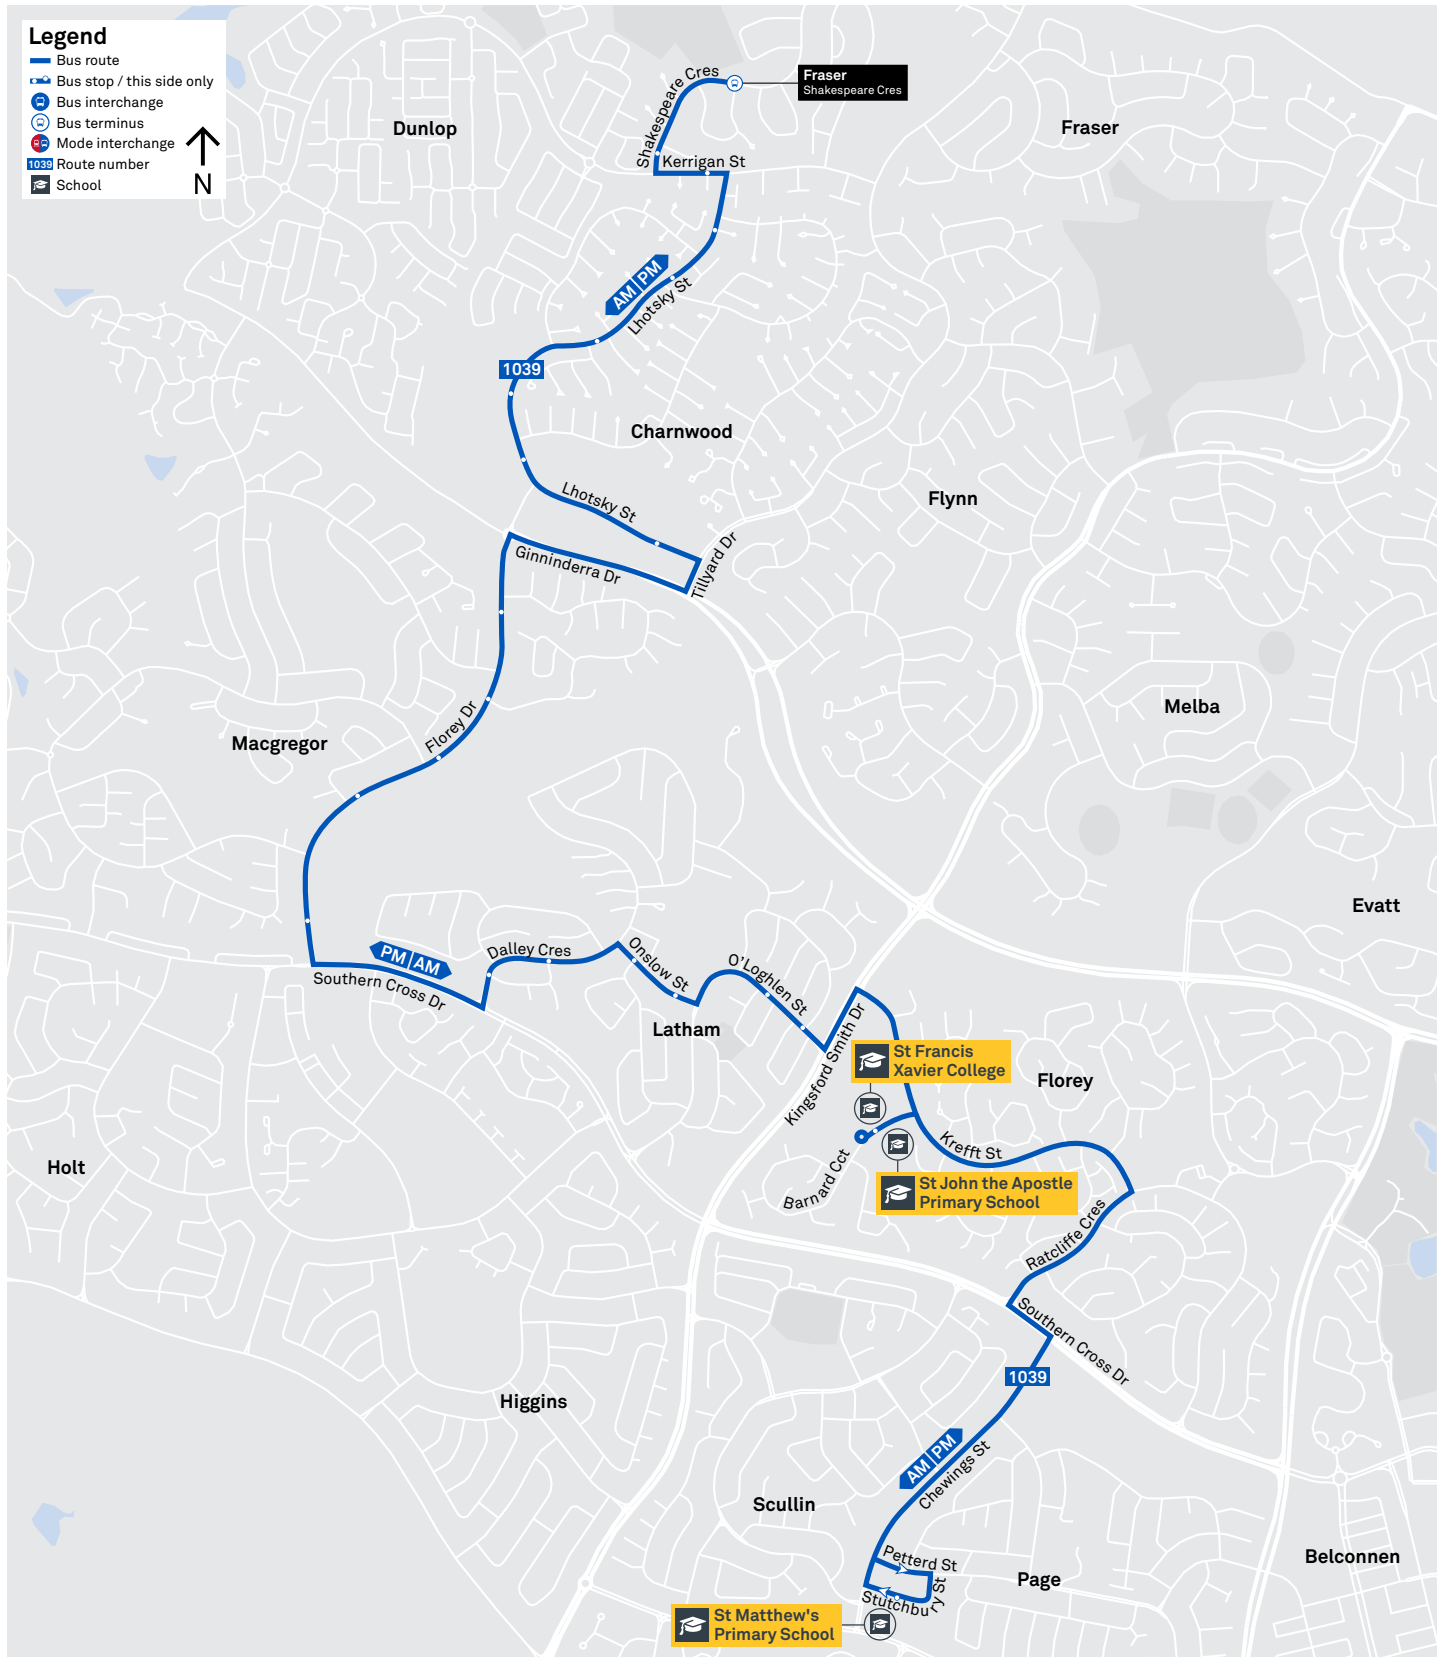 Legend
Bus route
Bus stop / this side only
Bus interchange
Bus terminus
Mode interchange
1039 Route number
School
N
Fraser
Shakespeare Cres
Shakespeare Cres
Dunlop
Fraser
Kerrigan St
AM PM
Lhotsky St
1039
Charnwood
Lhotsky St
Flynn
Ginninderra Dr
Tillyard Dr
Melba
Florey Dr
Macgregor
Evatt
PM AM
Dalley Cres
Onslow St
O'Loghlen St
Southern Cross Dr
Latham
Kingsford Smith Dr
St Francis
Xavier College
Florey
Krefft St
Holt
Barnard Cct
St John the Apostle
Primary School
Ratcliffe Cres
Southern Cross Dr
1039
Higgins
AM PM
Chewings St
Scullin
Petterd St
Belconnen
Page
Stutchbury St
St Matthew's
Primary School